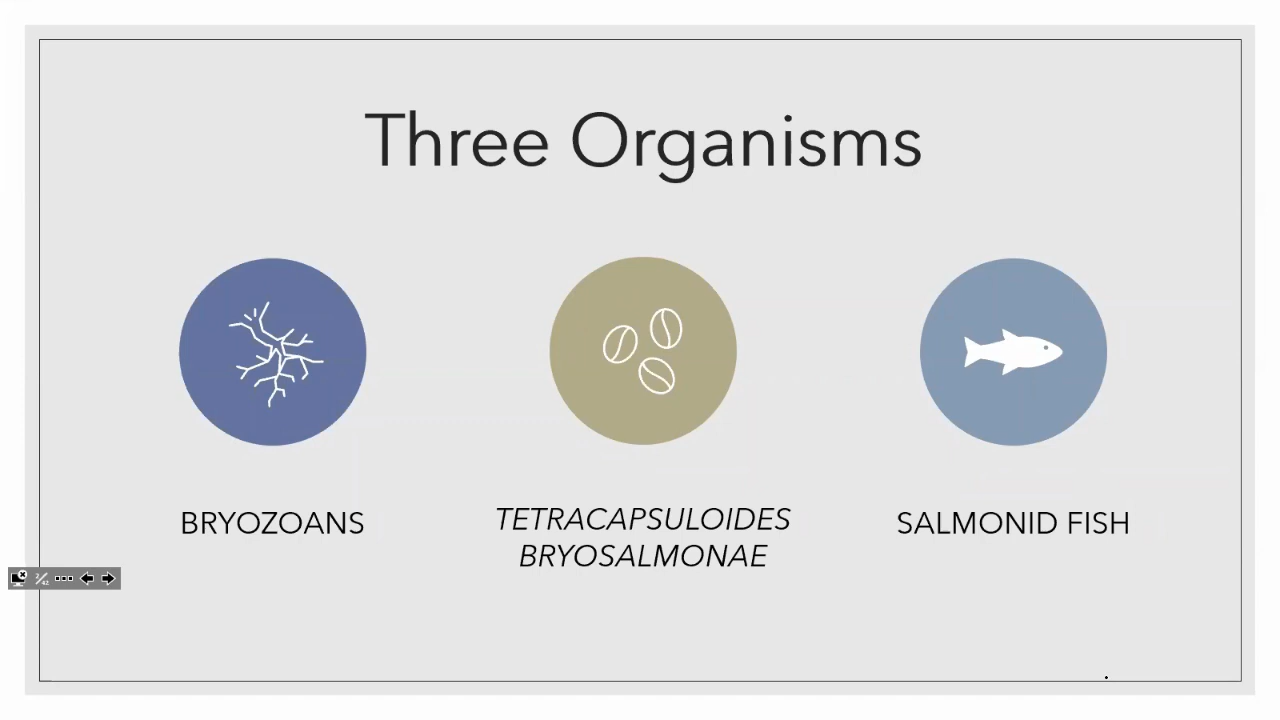 Three Organisms
BRYOZOANS
TETRACAPSULOIDES
BRYOSALMONAE
SALMONID FISH